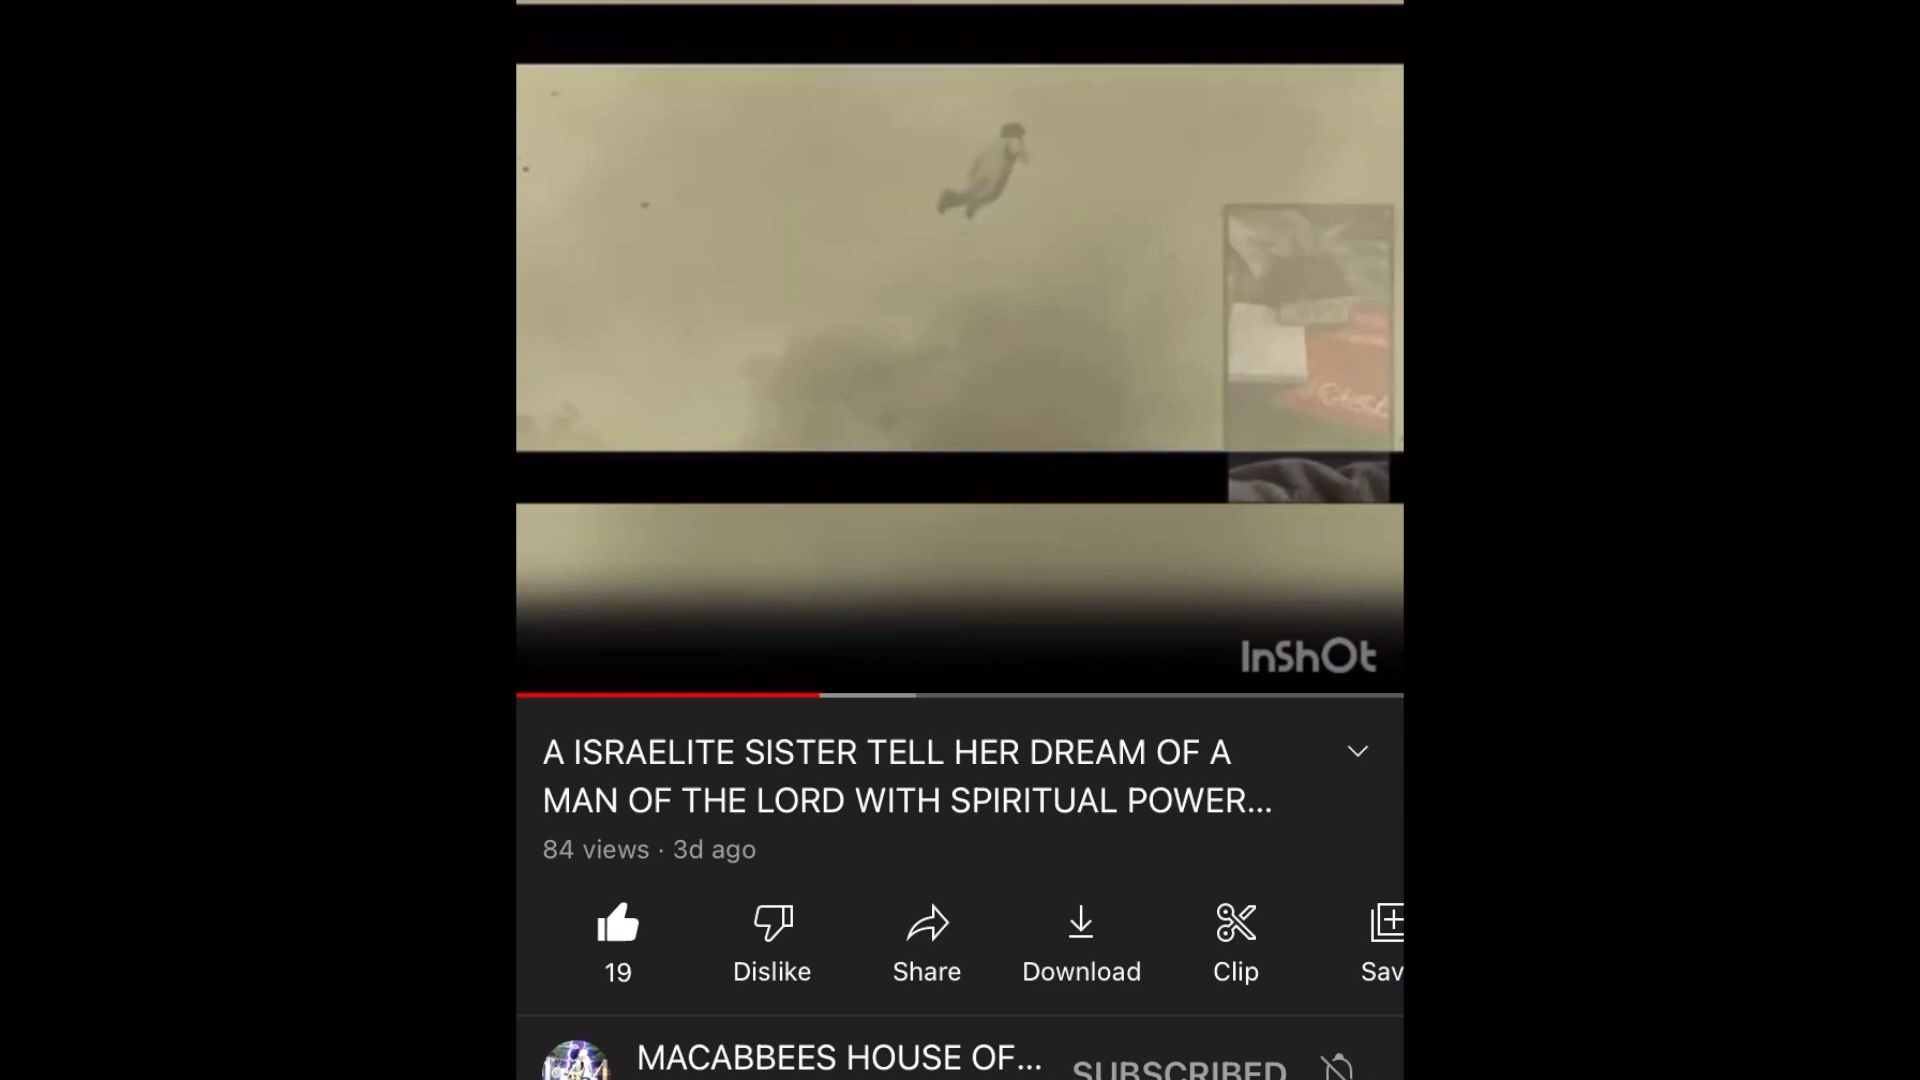 InShOt
A ISRAELITE SISTER TELL HER DREAM OF A
MAN OF THE LORD WITH SPIRITUAL POWER...
84 views · 3d ago
19 Dislike Share Download Clip Sav
MACABBEES HOUSE OF... SUBSCRIBED